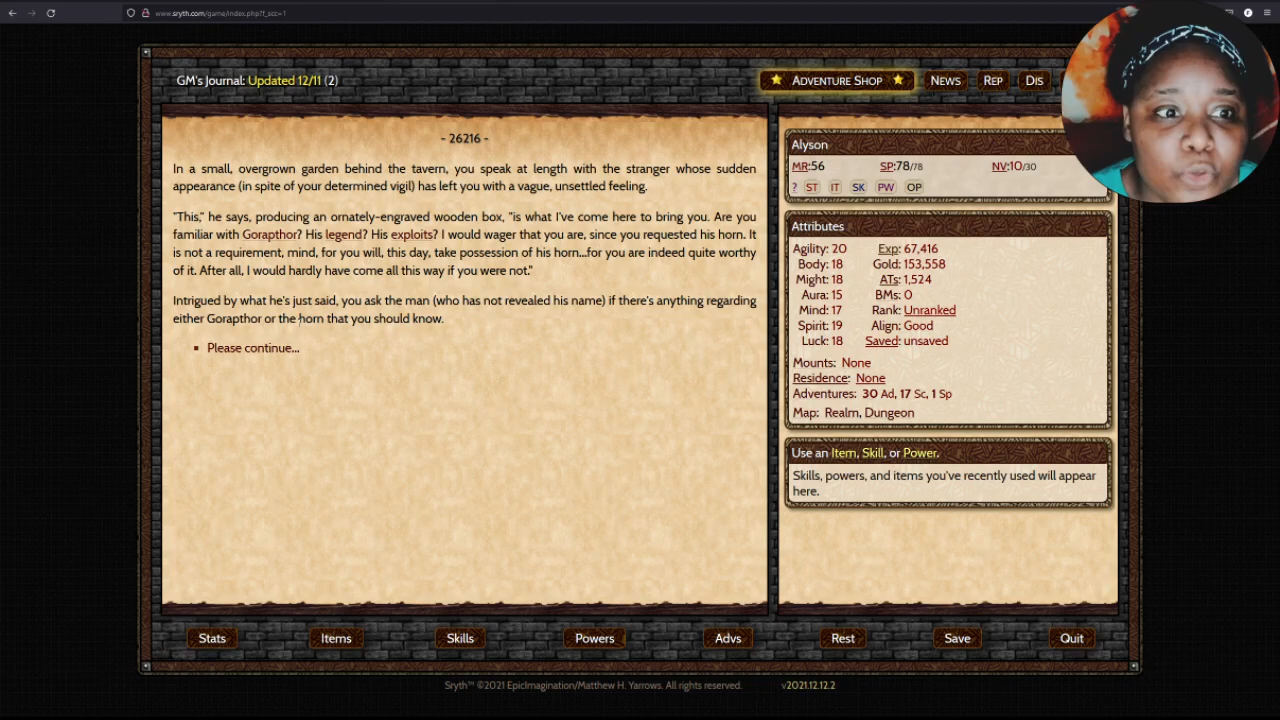 www.sryth.com/game/index.php?f_scc=1
GM's Journal: Updated 12/11 (2)
Adventure Shop
News
Rep
Dis
- 26216 -
In a small, overgrown garden behind the tavern, you speak at length with the stranger whose sudden
appearance (in spite of your determined vigil) has left you with a vague, unsettled feeling.
"This," he says, producing an ornately-engraved wooden box, "is what I've come here to bring you. Are you
familiar with Gorapthor? His legend? His exploits? I would wager that you are, since you requested his horn. It
is not a requirement, mind, for you will, this day, take possession of his horn...for you are indeed quite worthy
of it. After all, I would hardly have come all this way if you were not."
Intrigued by what he's just said, you ask the man (who has not revealed his name) if there's anything regarding
either Gorapthor or the horn that you should know.
Please continue...
Alyson
MR:56 SP:78/78 NV:10/30
? ST IT SK PW OP
Attributes
Agility: 20 Exp: 67,416
Body: 18 Gold: 153,558
Might: 18 ATs: 1,524
Aura: 15 BMs: 0
Mind: 17 Rank: Unranked
Spirit: 19 Align: Good
Luck: 18 Saved: unsaved
Mounts: None
Residence: None
Adventures: 30 Ad, 17 Sc, 1 Sp
Map: Realm, Dungeon
Use an Item, Skill, or Power.
Skills, powers, and items you've recently used will appear
here.
Stats
Items
Skills
Powers
Advs
Rest
Save
Quit
Sryth™ ©2021 EpicImagination/Matthew H. Yarrows. All rights reserved. v2021.12.12.2